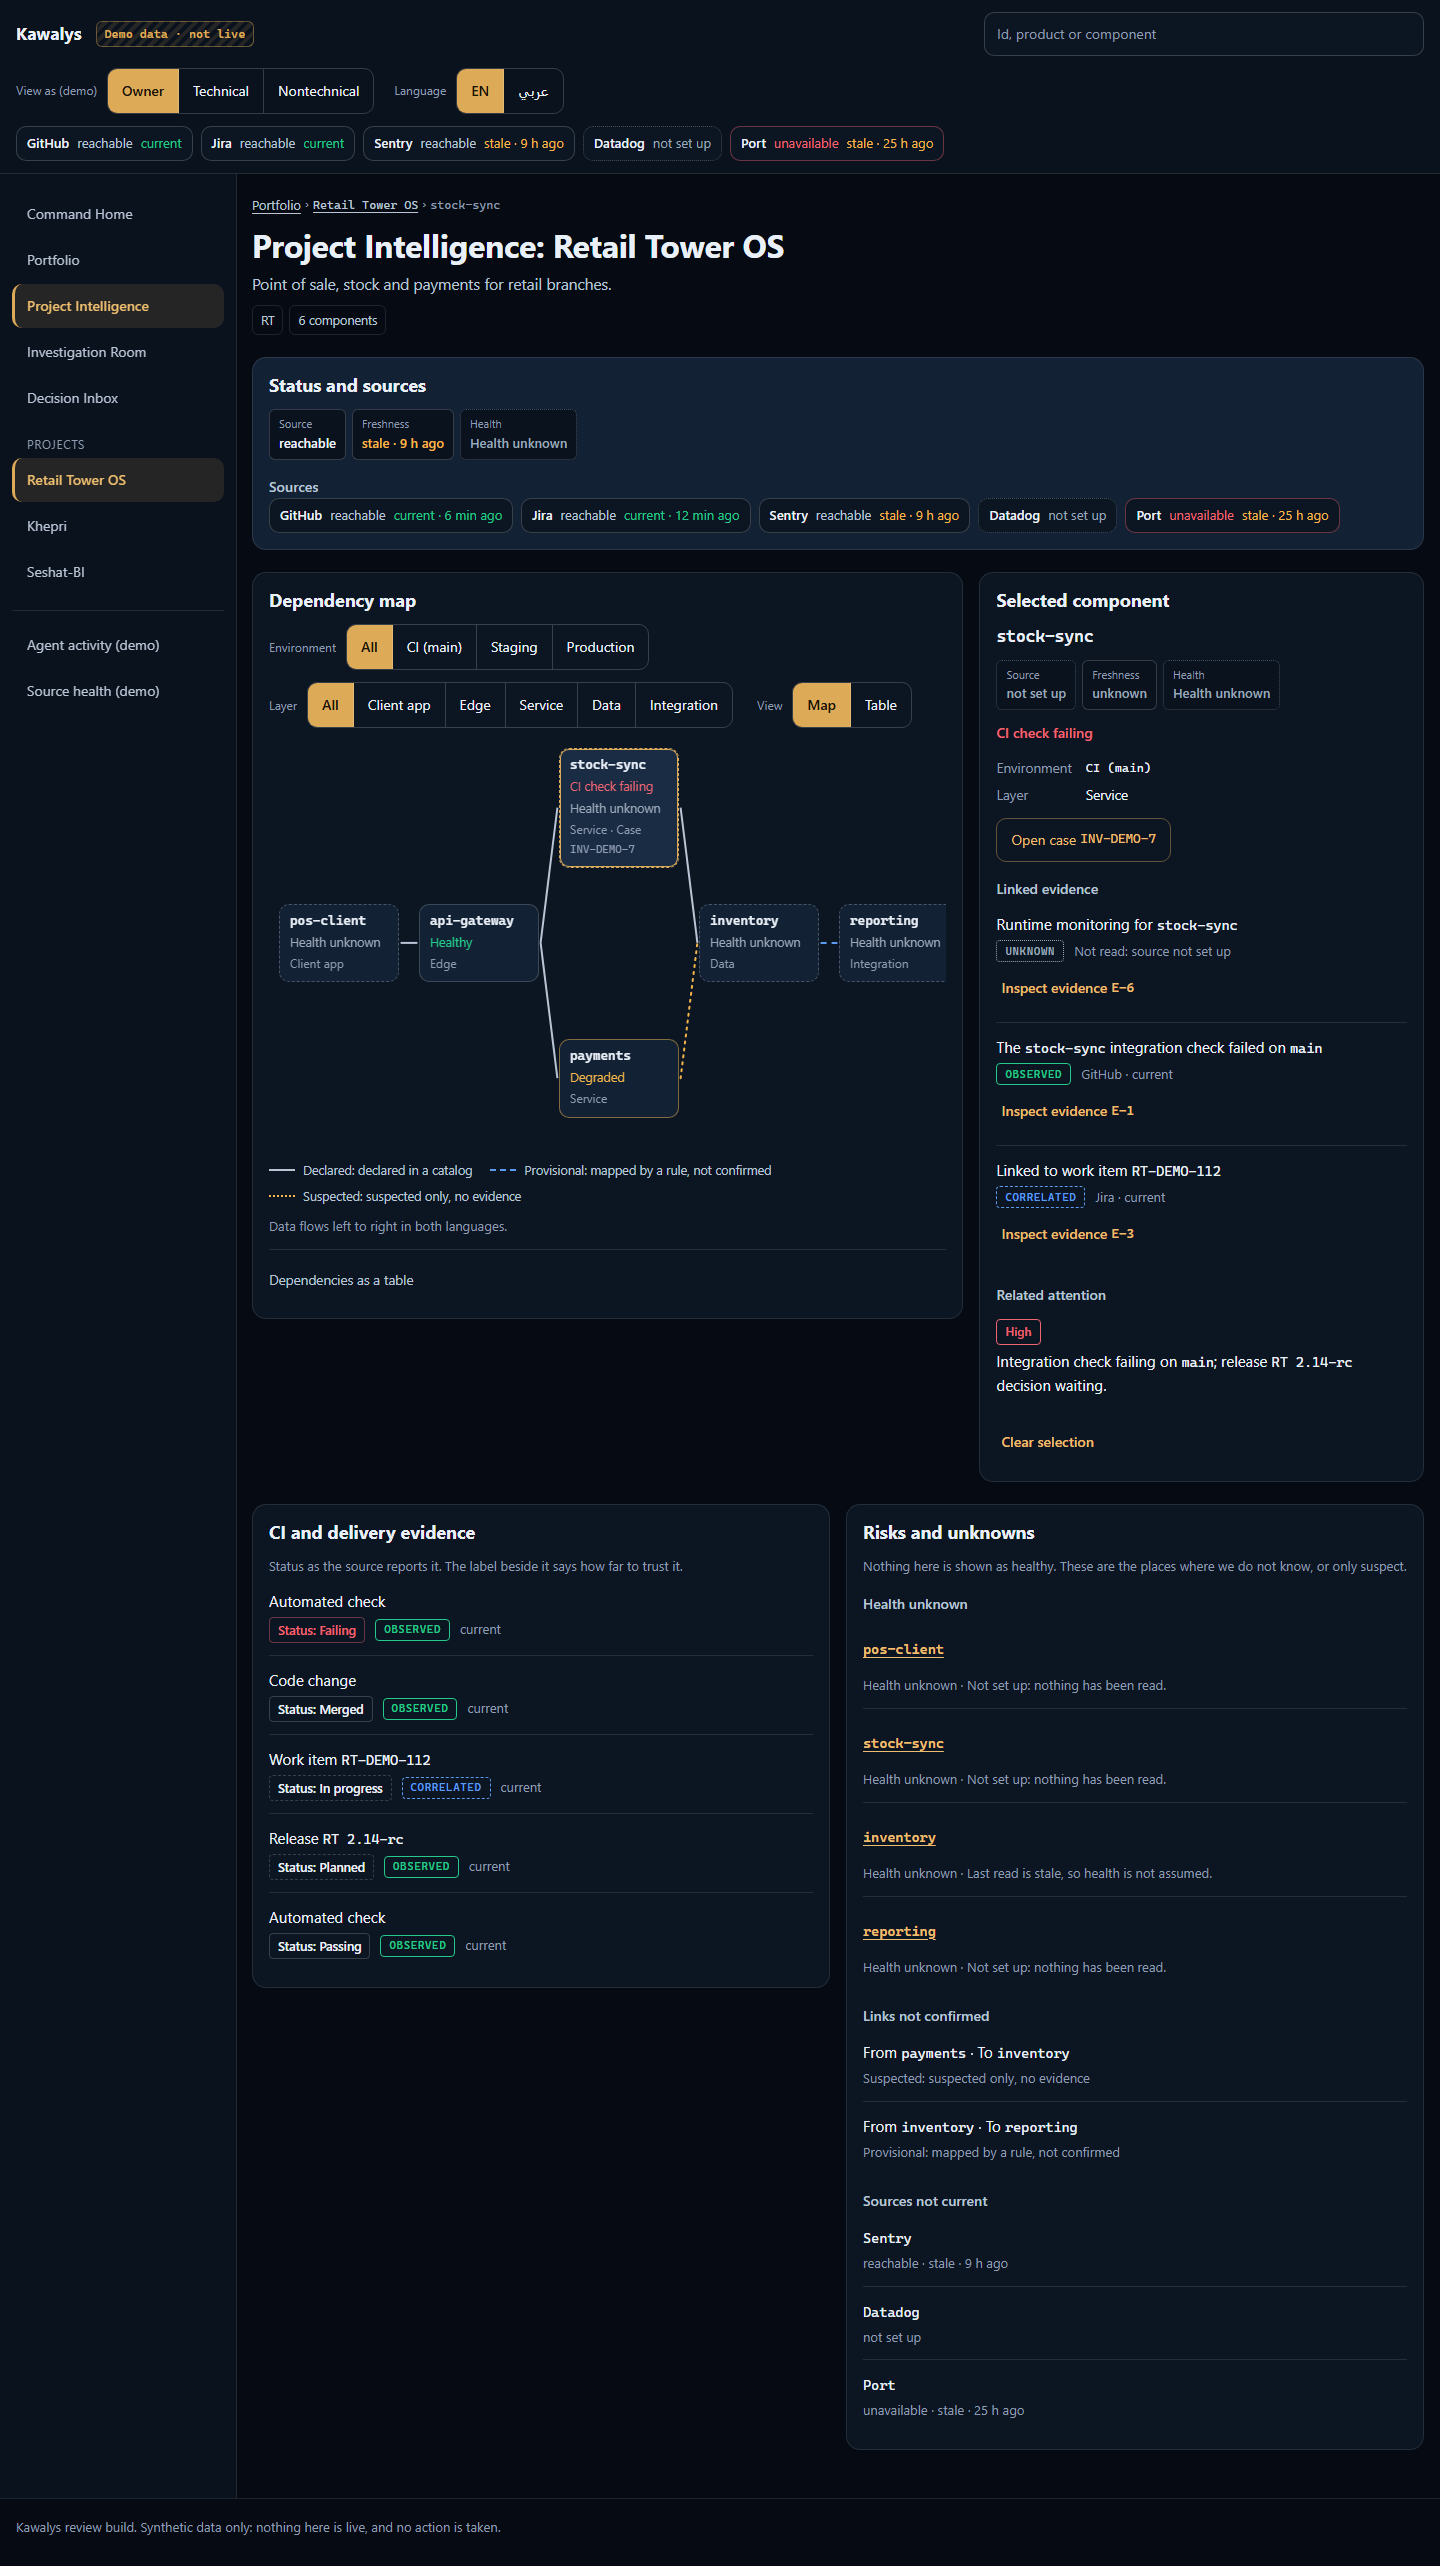 Kawalys
Demo data · not live
Id, product or component
View as (demo) Owner Technical Nontechnical Language EN عربي
GitHub reachable current
Jira reachable current
Sentry reachable stale · 9 h ago
Datadog not set up
Port unavailable stale · 25 h ago
Command Home
Portfolio
Project Intelligence
Investigation Room
Decision Inbox
PROJECTS
Retail Tower OS
Khepri
Seshat-BI
Agent activity (demo)
Source health (demo)
Portfolio › Retail Tower OS › stock-sync
Project Intelligence: Retail Tower OS
Point of sale, stock and payments for retail branches.
RT 6 components
Status and sources
Source
reachable
Freshness
stale · 9 h ago
Health
Health unknown
Sources
GitHub reachable current · 6 min ago
Jira reachable current · 12 min ago
Sentry reachable stale · 9 h ago
Datadog not set up
Port unavailable stale · 25 h ago
Dependency map
Environment All CI (main) Staging Production
Layer All Client app Edge Service Data Integration View Map Table
stock-sync
CI check failing
Health unknown
Service · Case
INV-DEMO-7
pos-client
Health unknown
Client app
api-gateway
Healthy
Edge
inventory
Health unknown
Data
reporting
Health unknown
Integration
payments
Degraded
Service
Declared: declared in a catalog
Provisional: mapped by a rule, not confirmed
Suspected: suspected only, no evidence
Data flows left to right in both languages.
Dependencies as a table
Selected component
stock-sync
Source
not set up
Freshness
unknown
Health
Health unknown
CI check failing
Environment CI (main)
Layer Service
Open case INV-DEMO-7
Linked evidence
Runtime monitoring for stock-sync
UNKNOWN Not read: source not set up
Inspect evidence E-6
The stock-sync integration check failed on main
OBSERVED GitHub · current
Inspect evidence E-1
Linked to work item RT-DEMO-112
CORRELATED Jira · current
Inspect evidence E-3
Related attention
High
Integration check failing on main; release RT 2.14-rc
decision waiting.
Clear selection
CI and delivery evidence
Status as the source reports it. The label beside it says how far to trust it.
Automated check
Status: Failing OBSERVED current
Code change
Status: Merged OBSERVED current
Work item RT-DEMO-112
Status: In progress CORRELATED current
Release RT 2.14-rc
Status: Planned OBSERVED current
Automated check
Status: Passing OBSERVED current
Risks and unknowns
Nothing here is shown as healthy. These are the places where we do not know, or only suspect.
Health unknown
pos-client
Health unknown · Not set up: nothing has been read.
stock-sync
Health unknown · Not set up: nothing has been read.
inventory
Health unknown · Last read is stale, so health is not assumed.
reporting
Health unknown · Not set up: nothing has been read.
Links not confirmed
From payments · To inventory
Suspected: suspected only, no evidence
From inventory · To reporting
Provisional: mapped by a rule, not confirmed
Sources not current
Sentry
reachable · stale · 9 h ago
Datadog
not set up
Port
unavailable · stale · 25 h ago
Kawalys review build. Synthetic data only: nothing here is live, and no action is taken.